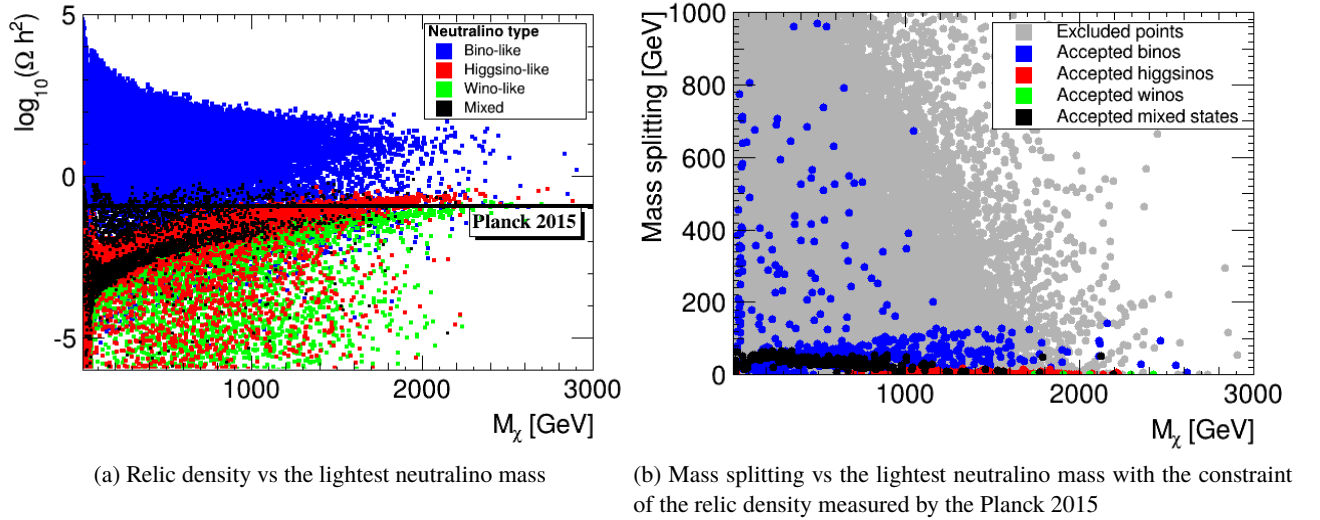 5
0
-5
log10(Ω h²)
Neutralino type
Bino-like
Higgsino-like
Wino-like
Mixed
Planck 2015
1000
2000
3000
Mχ [GeV]
(a) Relic density vs the lightest neutralino mass
1000
800
600
400
200
0
Mass splitting [GeV]
Excluded points
Accepted binos
Accepted higgsinos
Accepted winos
Accepted mixed states
1000
2000
3000
Mχ [GeV]
(b) Mass splitting vs the lightest neutralino mass with the constraint
of the relic density measured by the Planck 2015